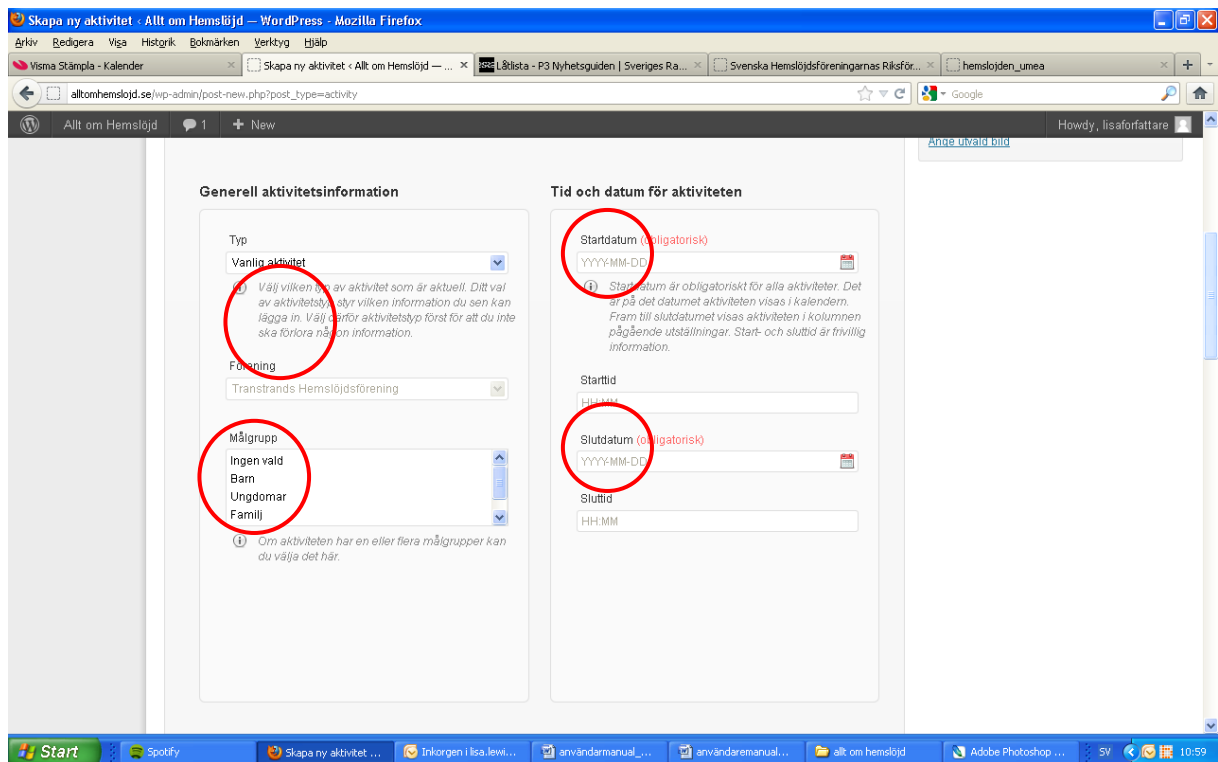 Skapa ny aktivitet ‹ Allt om Hemslöjd — WordPress - Mozilla Firefox
Arkiv Redigera Visa Historik Bokmärken Verktyg Hjälp
Visma Stämpla - Kalender × Skapa ny aktivitet ‹ Allt om Hemslöjd — ... × Låtlista - P3 Nyhetsguiden | Sveriges Ra... × Svenska Hemslöjdsföreningarnas Riksför... × hemslojden_umea × +
alltomhemslojd.se/wp-admin/post-new.php?post_type=activity Google
Allt om Hemslöjd 1 + New Howdy, lisaforfattare
Ange utvald bild
Generell aktivitetsinformation
Typ
Vanlig aktivitet
Välj vilken typ av aktivitet som är aktuell. Ditt val
av aktivitetstyp styr vilken information du sen kan
lägga in. Välj därför aktivitetstyp först för att du inte
ska förlora någon information.
Förening
Transtrands Hemslöjdsförening
Målgrupp
Ingen vald
Barn
Ungdomar
Familj
Om aktiviteten har en eller flera målgrupper kan
du välja det här.
Tid och datum för aktiviteten
Startdatum (obligatorisk)
YYYY-MM-DD
Startdatum är obligatoriskt för alla aktiviteter. Det
är på det datumet aktiviteten visas i kalendern.
Fram till slutdatumet visas aktiviteten i kolumnen
pågående utställningar. Start- och sluttid är frivillig
information.
Starttid
HH:MM
Slutdatum (obligatorisk)
YYYY-MM-DD
Sluttid
HH:MM
Start Spotify Skapa ny aktivitet ... Inkorgen i lisa.lewi... användarmanual_... användaremanual... allt om hemslöjd Adobe Photoshop ... SV 10:59